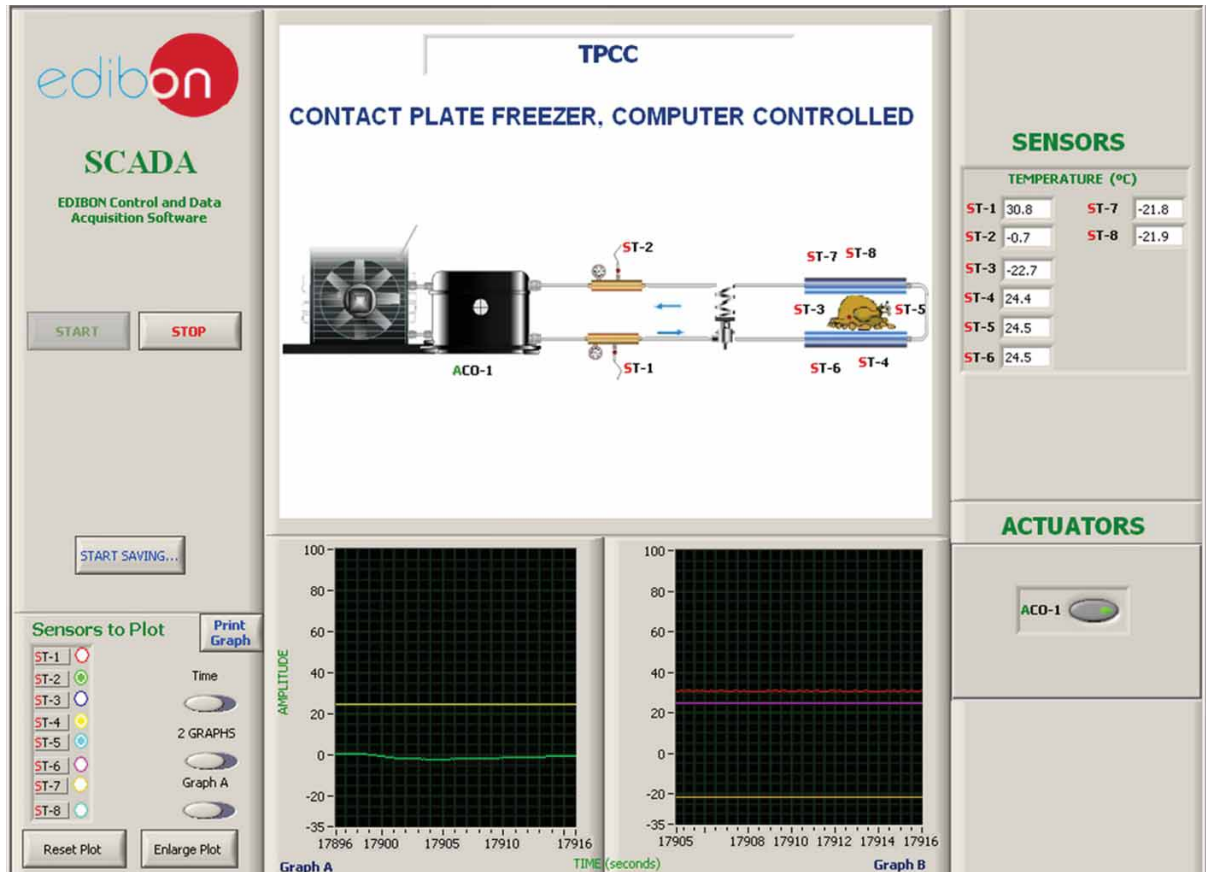 edibon
SCADA
EDIBON Control and Data
Acquisition Software
START
STOP
START SAVING...
Sensors to Plot
Print
Graph
ST-1
ST-2
ST-3
ST-4
ST-5
ST-6
ST-7
ST-8
Time
2 GRAPHS
Graph A
Reset Plot
Enlarge Plot
TPCC
CONTACT PLATE FREEZER, COMPUTER CONTROLLED
ST-2
ST-7 ST-8
ST-3
ST-5
ST-6
ST-4
ST-1
ACO-1
AMPLITUDE
100
80
60
40
20
0
-20
-35
17896 17900 17905 17910 17916
Graph A
TIME (seconds)
100
80
60
40
20
0
-20
-35
17905 17908 17910 17912 17914 17916
Graph B
SENSORS
TEMPERATURE (ºC)
ST-1 30.8 ST-7 -21.8
ST-2 -0.7 ST-8 -21.9
ST-3 -22.7
ST-4 24.4
ST-5 24.5
ST-6 24.5
ACTUATORS
ACO-1